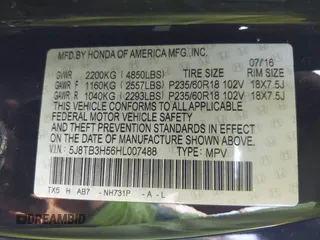 MFD. BY HONDA OF AMERICA MFG., INC. 07/16
GVWR 2200KG (4850LBS) TIRE SIZE RIM SIZE
GAWR F 1160KG (2557LBS) P235/60R18 102V 18X7.5J
GAWR R 1040KG (2293LBS) P235/60R18 102V 18X7.5J
THIS VEHICLE CONFORMS TO ALL APPLICABLE
FEDERAL MOTOR VEHICLE SAFETY AND
THEFT PREVENTION STANDARDS IN EFFECT
ON THE DATE OF MANUFACTURE SHOWN
ABOVE.
V.I.N.: 5J8TB3H56HL007488 TYPE: MPV
TX5 H AB7 - NH731P - A - L
DREAMBID